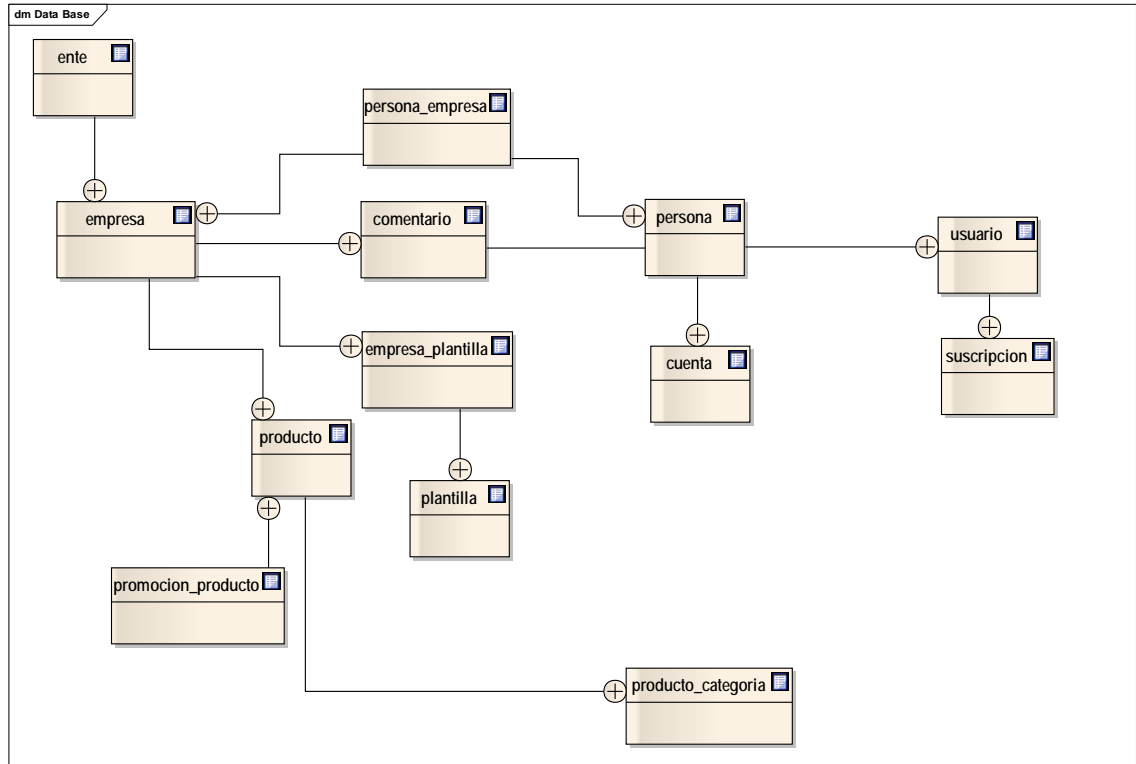 dm Data Base
ente
persona_empresa
empresa
comentario
persona
usuario
empresa_plantilla
cuenta
suscripcion
producto
plantilla
promocion_producto
producto_categoria